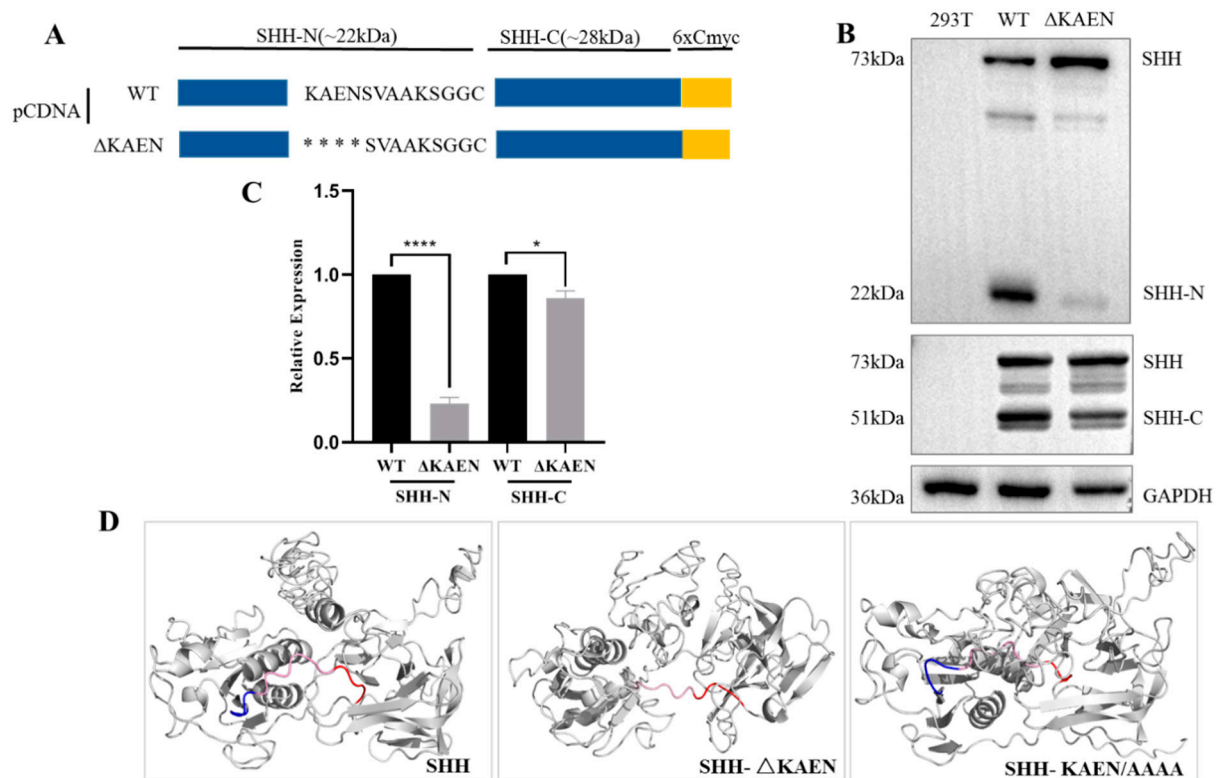 A
SHH-N(~22kDa) SHH-C(~28kDa) 6xCmyc
pCDNA
WT KAENSVAAKSGGC
ΔKAEN ****SVAAKSGGC
B
293T WT ΔKAEN
73kDa SHH
22kDa SHH-N
73kDa SHH
51kDa SHH-C
36kDa GAPDH
C
Relative Expression
1.5
1.0
0.5
0.0
**** *
WT ΔKAEN WT ΔKAEN
SHH-N SHH-C
D
SHH
SHH- △KAEN
SHH- KAEN/AAAA